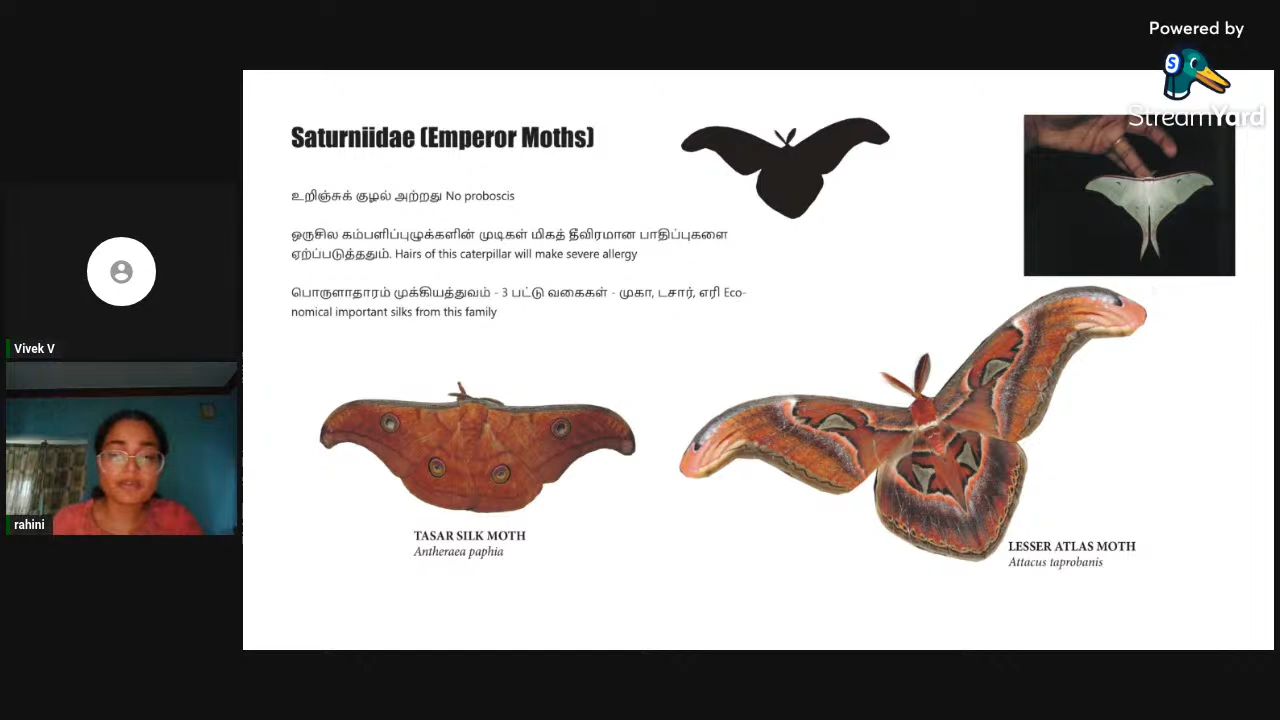 Powered by
StreamYard
Saturniidae (Emperor Moths)
உறிஞ்சுக் குழல் அற்றது No proboscis
ஒருசில கம்பளிப்புழுக்களின் முடிகள் மிகத் தீவிரமான பாதிப்புகளை
ஏற்ப்படுத்ததும். Hairs of this caterpillar will make severe allergy
பொருளாதாரம் முக்கியத்துவம் - 3 பட்டு வகைகள் - முகா, டசார், எரி Eco-
nomical important silks from this family
Vivek V
rahini
TASAR SILK MOTH
Antheraea paphia
LESSER ATLAS MOTH
Attacus taprobanis